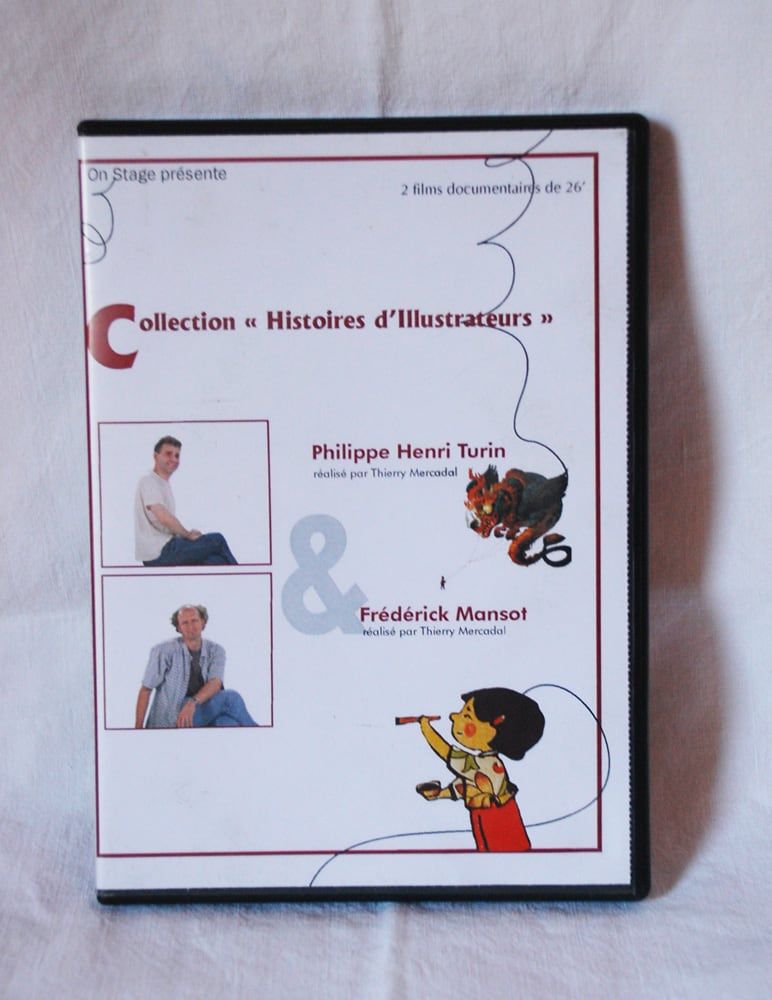 On Stage présente
2 films documentaires de 26'
Collection « Histoires d'Illustrateurs »
Philippe Henri Turin
réalisé par Thierry Mercadal
&
Frédérick Mansot
réalisé par Thierry Mercadal